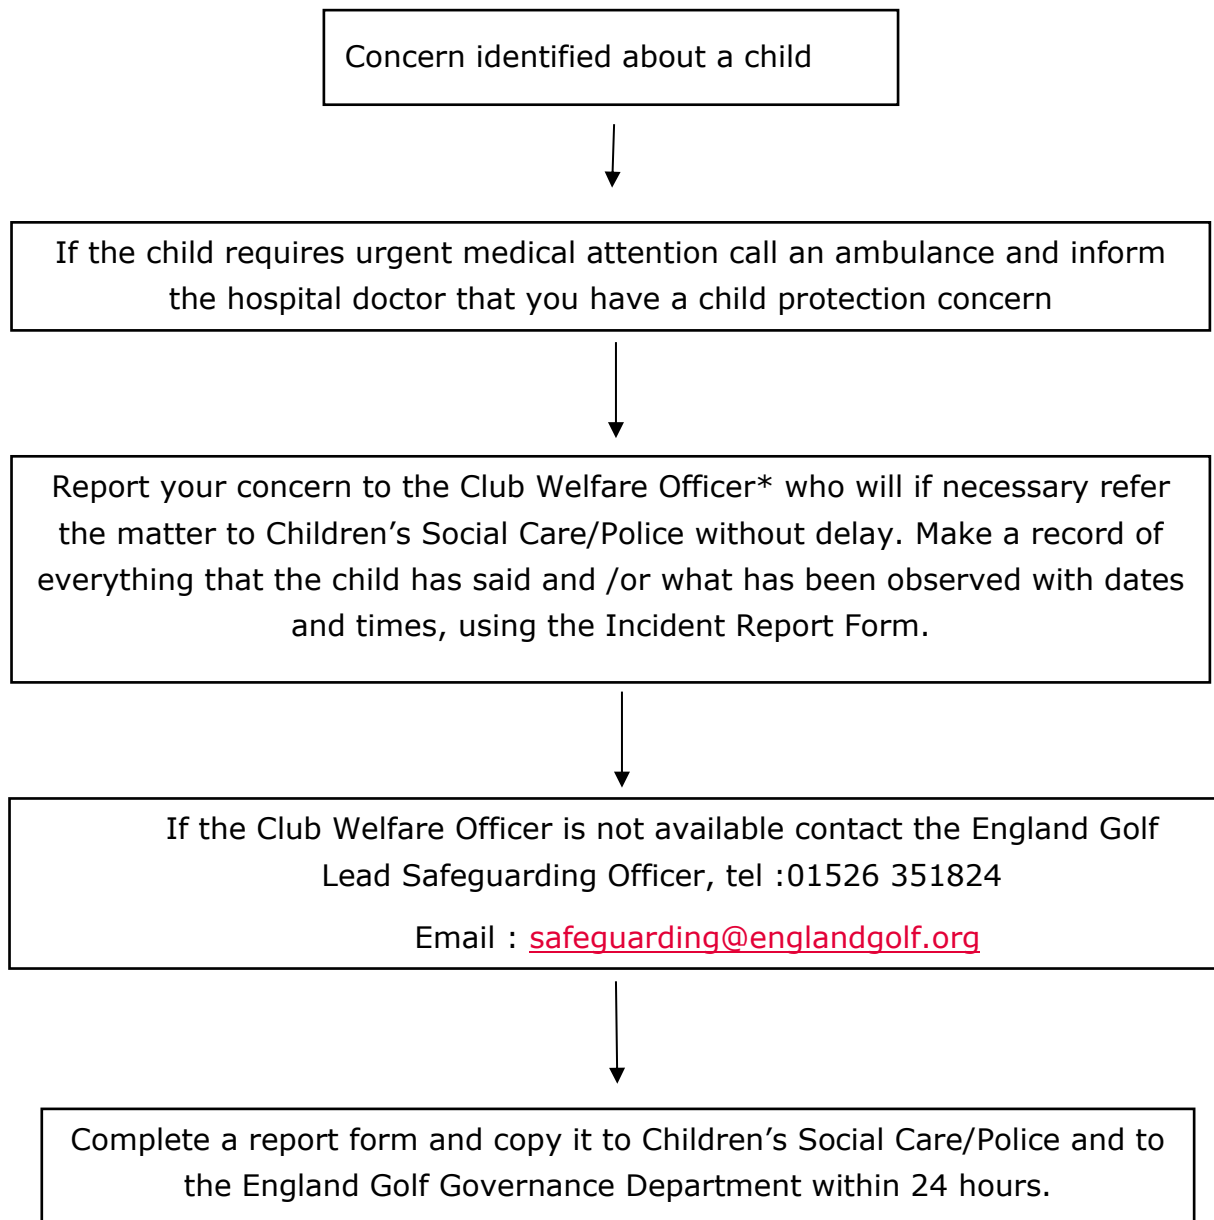 Concern identified about a child
If the child requires urgent medical attention call an ambulance and inform
the hospital doctor that you have a child protection concern
Report your concern to the Club Welfare Officer* who will if necessary refer
the matter to Children’s Social Care/Police without delay. Make a record of
everything that the child has said and /or what has been observed with dates
and times, using the Incident Report Form.
If the Club Welfare Officer is not available contact the England Golf
Lead Safeguarding Officer, tel :01526 351824
Email : safeguarding@englandgolf.org
Complete a report form and copy it to Children’s Social Care/Police and to
the England Golf Governance Department within 24 hours.